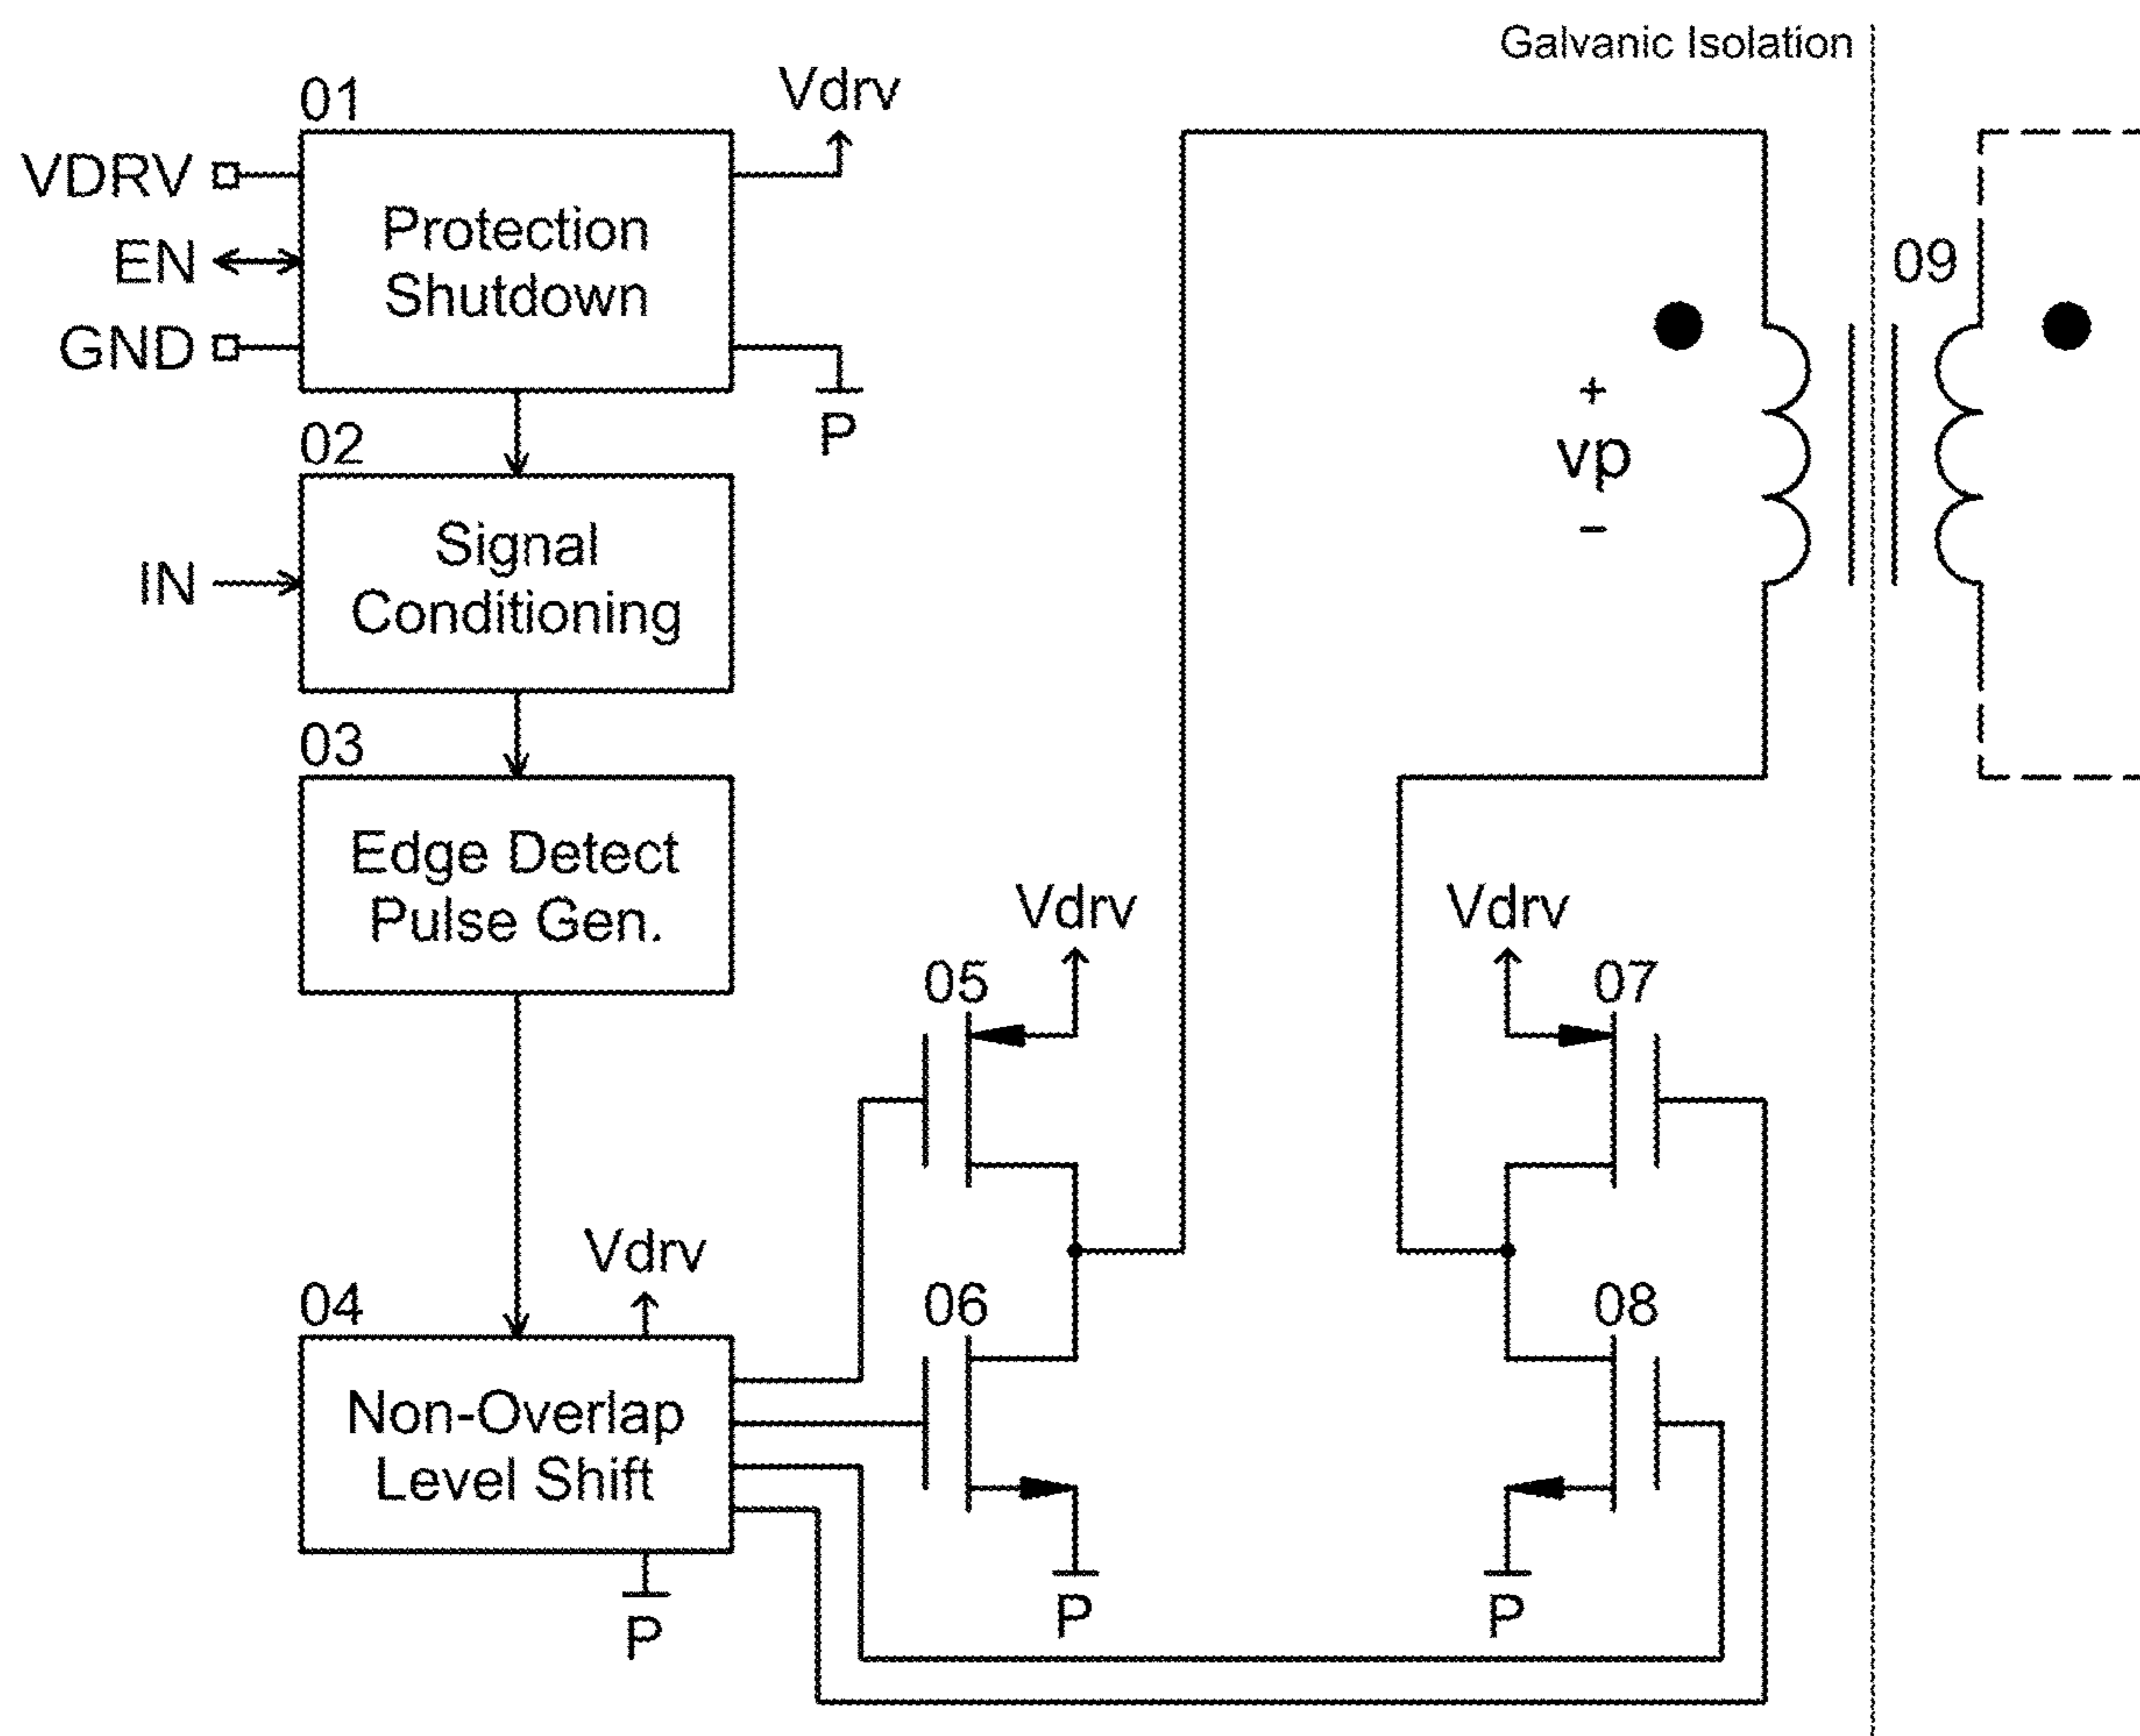 Galvanic Isolation
01
Vdrv
VDRV
Protection
Shutdown
EN
GND
P
09
+
vp
−
02
Signal
Conditioning
IN
03
Edge Detect
Pulse Gen.
Vdrv
Vdrv
05
07
Vdrv
04
06
08
Non-Overlap
Level Shift
P
P
P